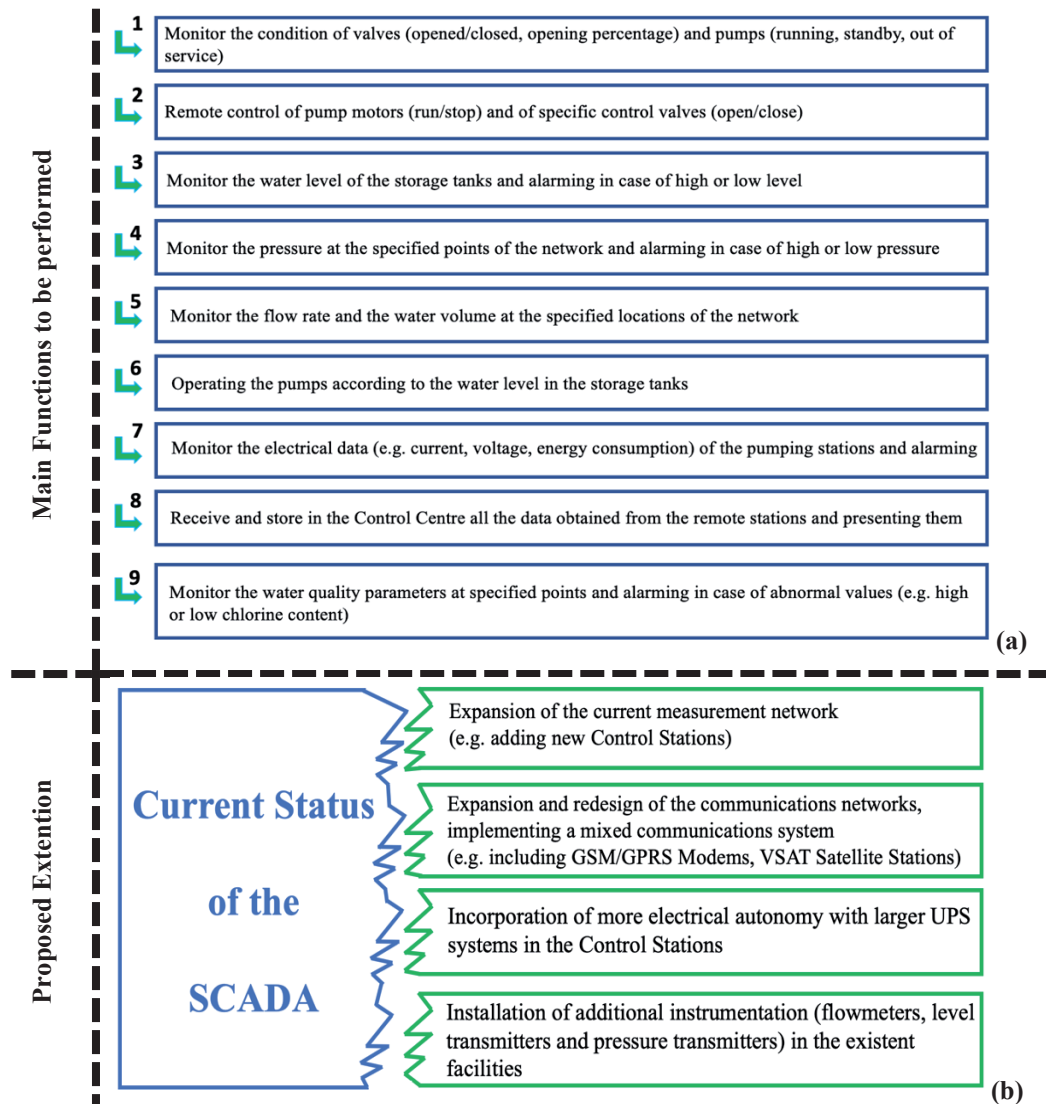 Main Functions to be performed
1
Monitor the condition of valves (opened/closed, opening percentage) and pumps (running, standby, out of
service)
2
Remote control of pump motors (run/stop) and of specific control valves (open/close)
3
Monitor the water level of the storage tanks and alarming in case of high or low level
4
Monitor the pressure at the specified points of the network and alarming in case of high or low pressure
5
Monitor the flow rate and the water volume at the specified locations of the network
6
Operating the pumps according to the water level in the storage tanks
7
Monitor the electrical data (e.g. current, voltage, energy consumption) of the pumping stations and alarming
8
Receive and store in the Control Centre all the data obtained from the remote stations and presenting them
9
Monitor the water quality parameters at specified points and alarming in case of abnormal values (e.g. high
or low chlorine content)
(a)
Proposed Extention
Current Status
of the
SCADA
Expansion of the current measurement network
(e.g. adding new Control Stations)
Expansion and redesign of the communications networks,
implementing a mixed communications system
(e.g. including GSM/GPRS Modems, VSAT Satellite Stations)
Incorporation of more electrical autonomy with larger UPS
systems in the Control Stations
Installation of additional instrumentation (flowmeters, level
transmitters and pressure transmitters) in the existent
facilities
(b)